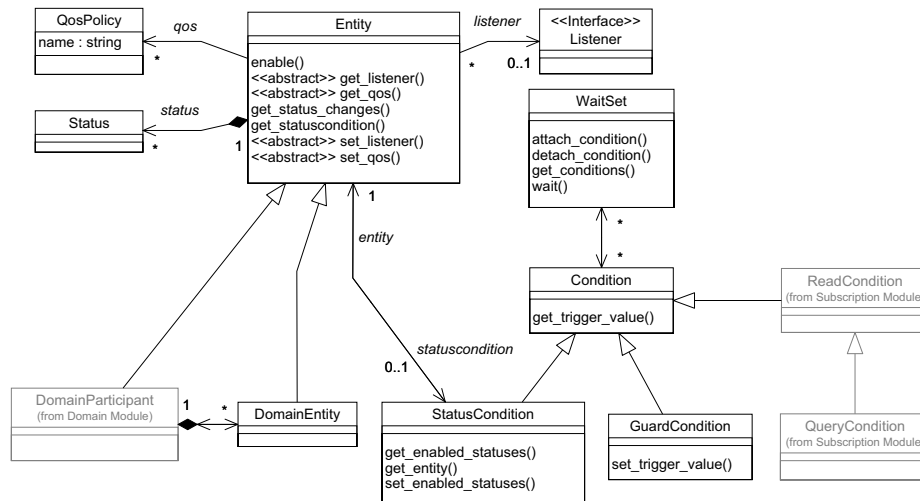 QosPolicy
name : string
qos
*
Entity
enable()
<<abstract>> get_listener()
<<abstract>> get_qos()
get_status_changes()
get_statuscondition()
<<abstract>> set_listener()
<<abstract>> set_qos()
listener
*
0..1
<<Interface>>
Listener
Status
status
*
1
WaitSet
attach_condition()
detach_condition()
get_conditions()
wait()
1
entity
*
*
Condition
get_trigger_value()
ReadCondition
(from Subscription Module)
statuscondition
0..1
DomainParticipant
(from Domain Module)
1
*
DomainEntity
StatusCondition
get_enabled_statuses()
get_entity()
set_enabled_statuses()
GuardCondition
set_trigger_value()
QueryCondition
(from Subscription Module)